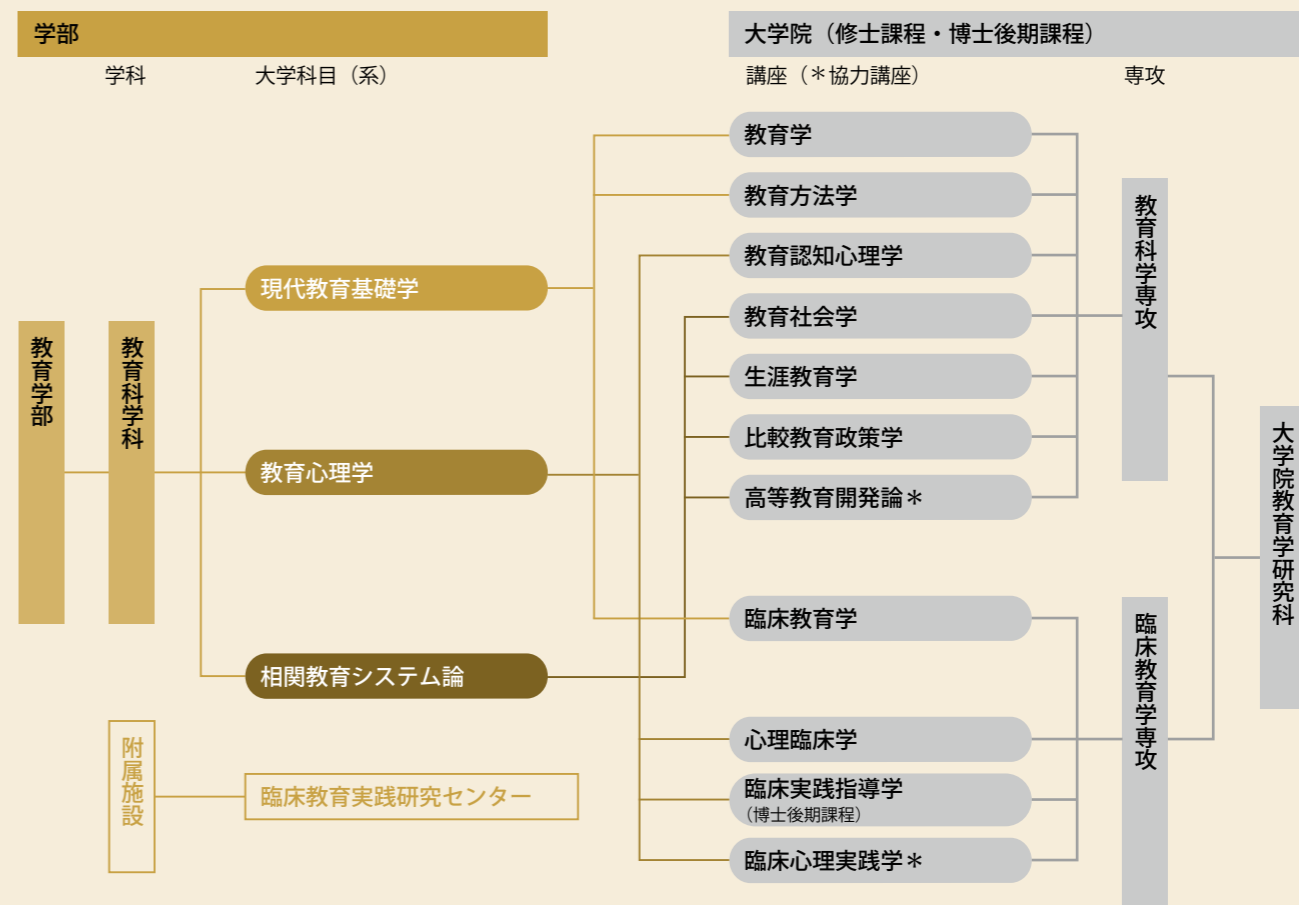 学部
大学院（修士課程・博士後期課程）
学科
大学科目（系）
講座（＊協力講座）
専攻
教育学部
教育科学科
現代教育基礎学
教育心理学
相関教育システム論
附属施設
臨床教育実践研究センター
教育学
教育方法学
教育認知心理学
教育社会学
生涯教育学
比較教育政策学
高等教育開発論＊
臨床教育学
心理臨床学
臨床実践指導学
（博士後期課程）
臨床心理実践学＊
教育科学専攻
臨床教育学専攻
大学院教育学研究科